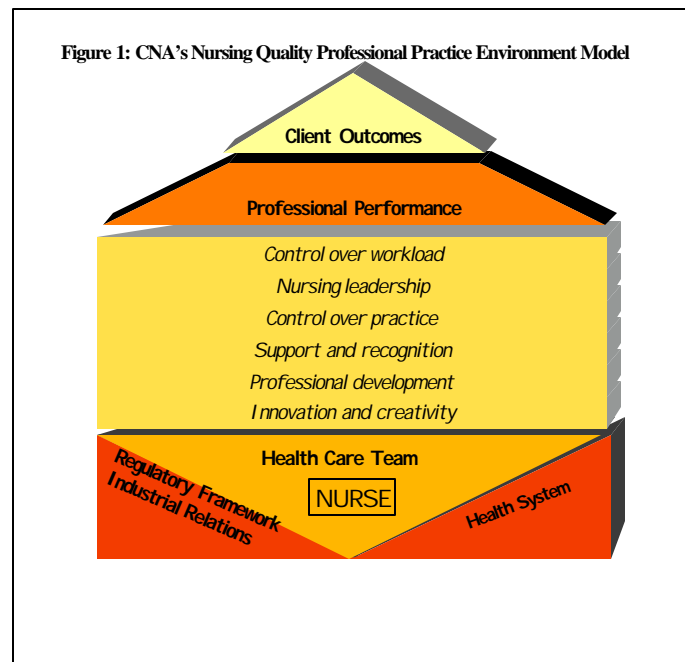 Figure 1: CNA's Nursing Quality Professional Practice Environment Model
Client Outcomes
Professional Performance
Control over workload
Nursing leadership
Control over practice
Support and recognition
Professional development
Innovation and creativity
Health Care Team
NURSE
Regulatory Framework
Industrial Relations
Health System